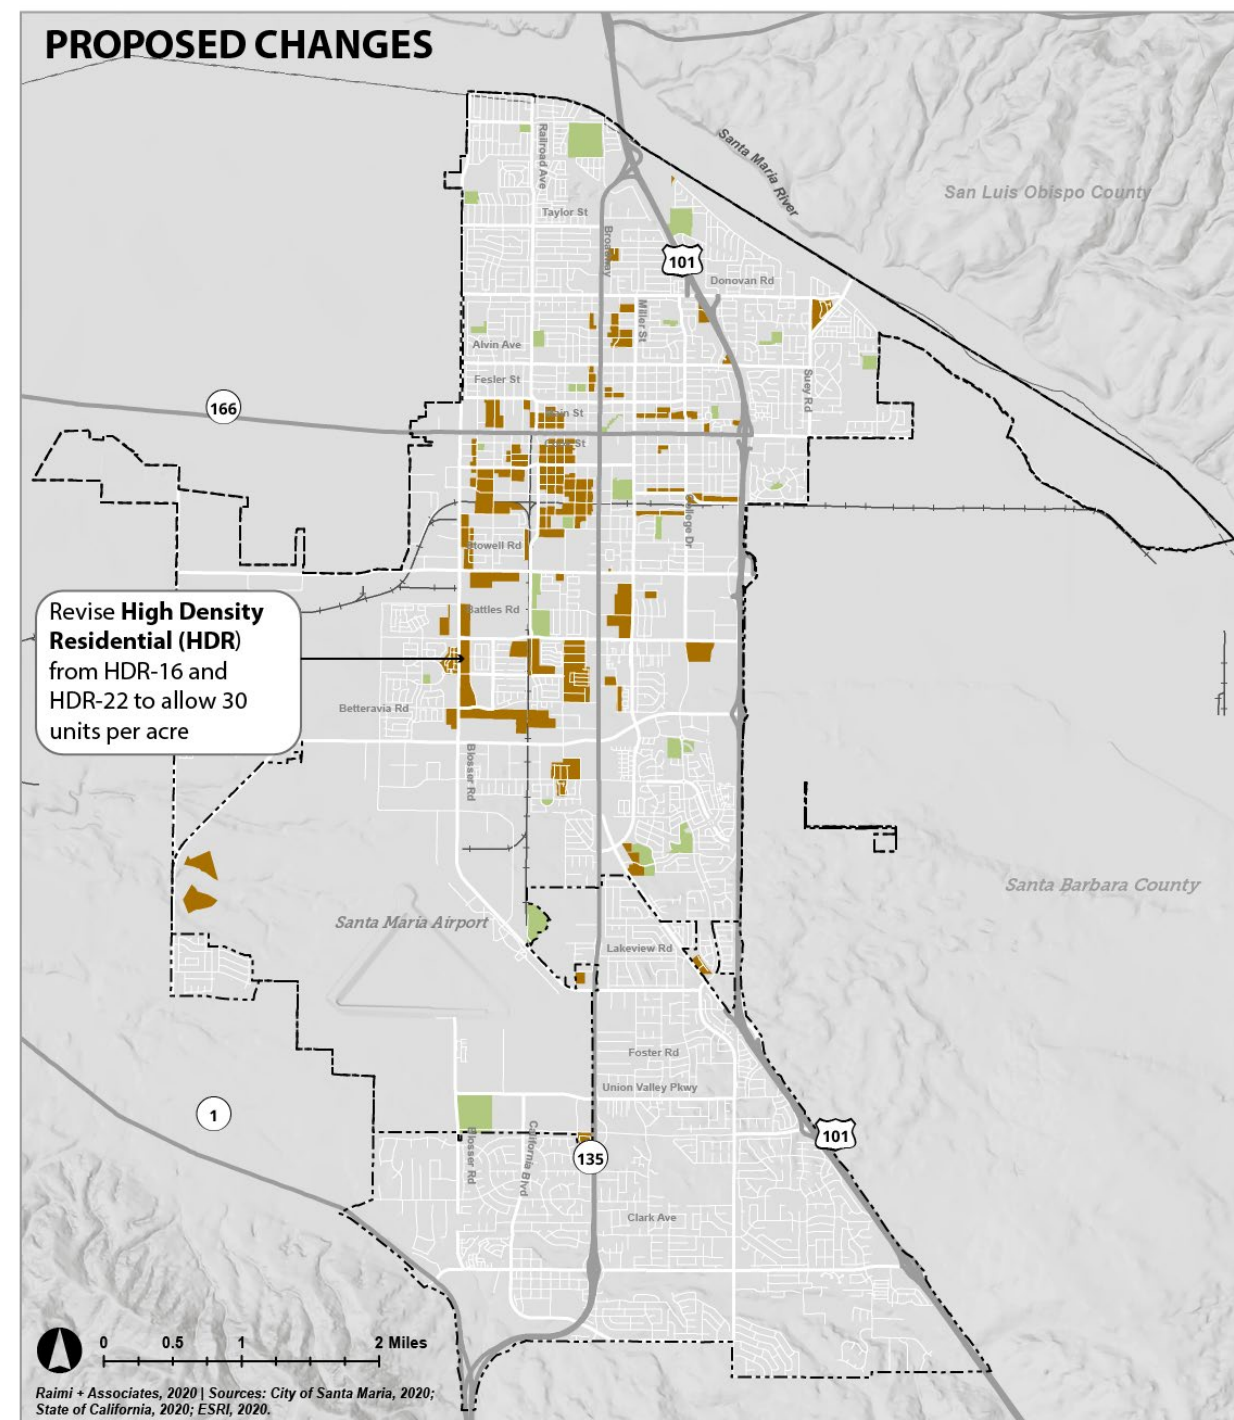 PROPOSED CHANGES
Santa Maria River
San Luis Obispo County
Railroad Ave
Taylor St
Broadway
101
Donovan Rd
Miller St
Alvin Ave
Fesler St
Suey Rd
166
Main St
College Dr
Stowell Rd
Battles Rd
Revise High Density
Residential (HDR)
from HDR-16 and
HDR-22 to allow 30
units per acre
Betteravia Rd
Blosser Rd
Santa Barbara County
Santa Maria Airport
Lakeview Rd
Foster Rd
Union Valley Pkwy
1
101
135
Blosser Rd
California Blvd
Clark Ave
0 0.5 1 2 Miles
Raimi + Associates, 2020 | Sources: City of Santa Maria, 2020;
State of California, 2020; ESRI, 2020.